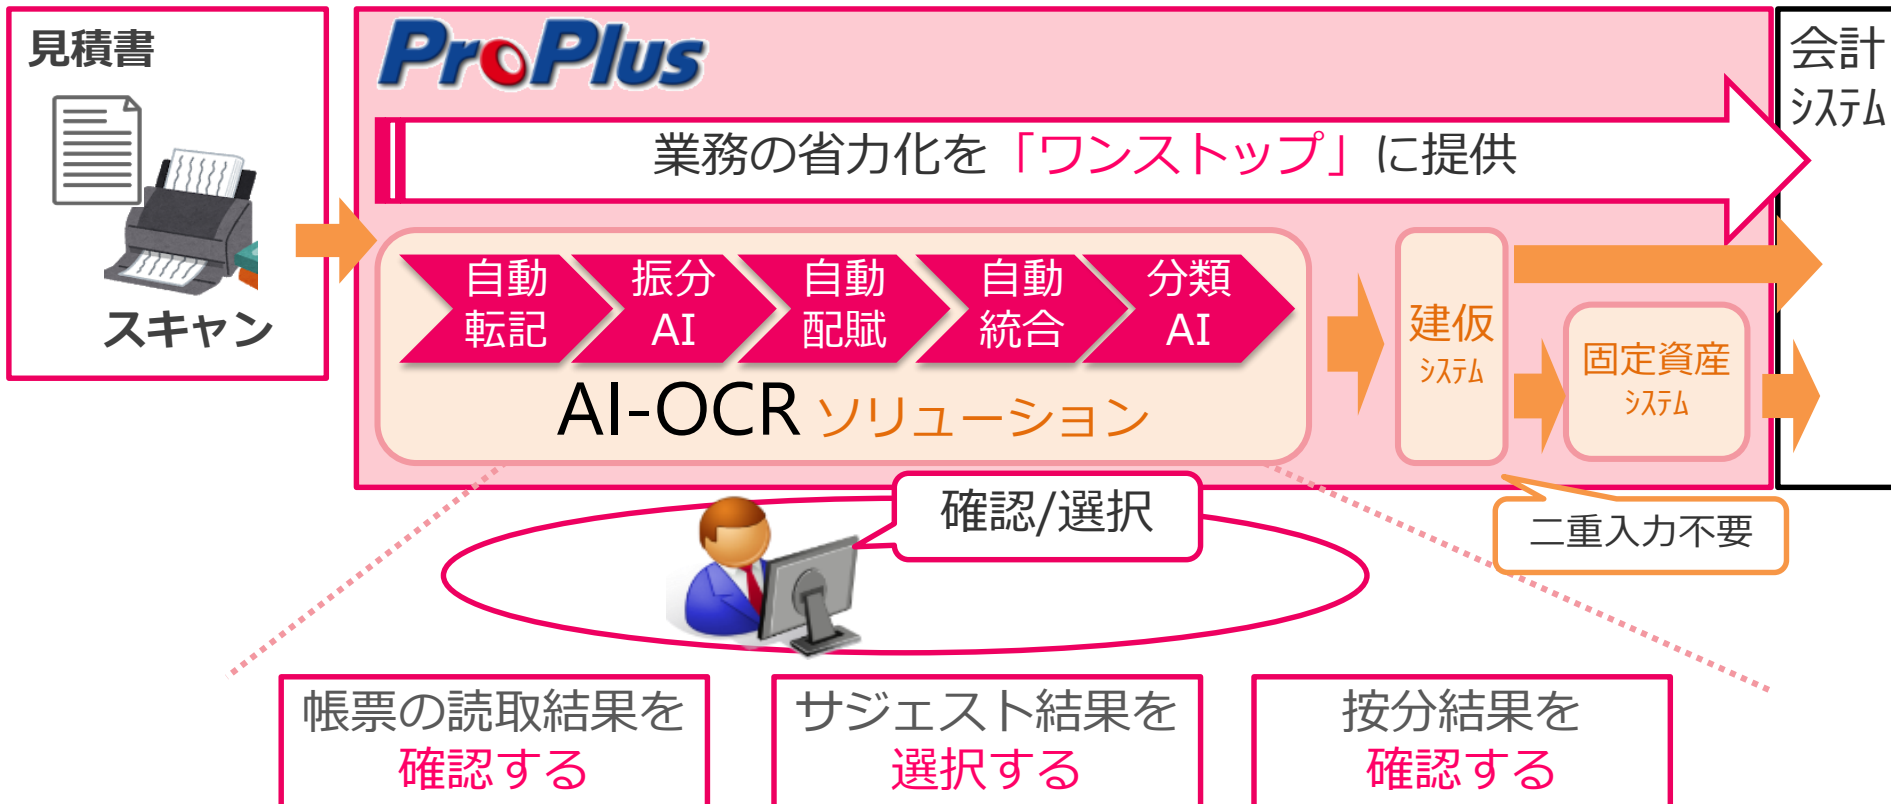 見積書
スキャン
ProPlus
業務の省力化を「ワンストップ」に提供
自動
転記
振分
AI
自動
配賦
自動
統合
分類
AI
AI-OCR ソリューション
建仮
ｼｽﾃﾑ
固定資産
ｼｽﾃﾑ
会計
ｼｽﾃﾑ
二重入力不要
確認/選択
帳票の読取結果を
確認する
サジェスト結果を
選択する
按分結果を
確認する